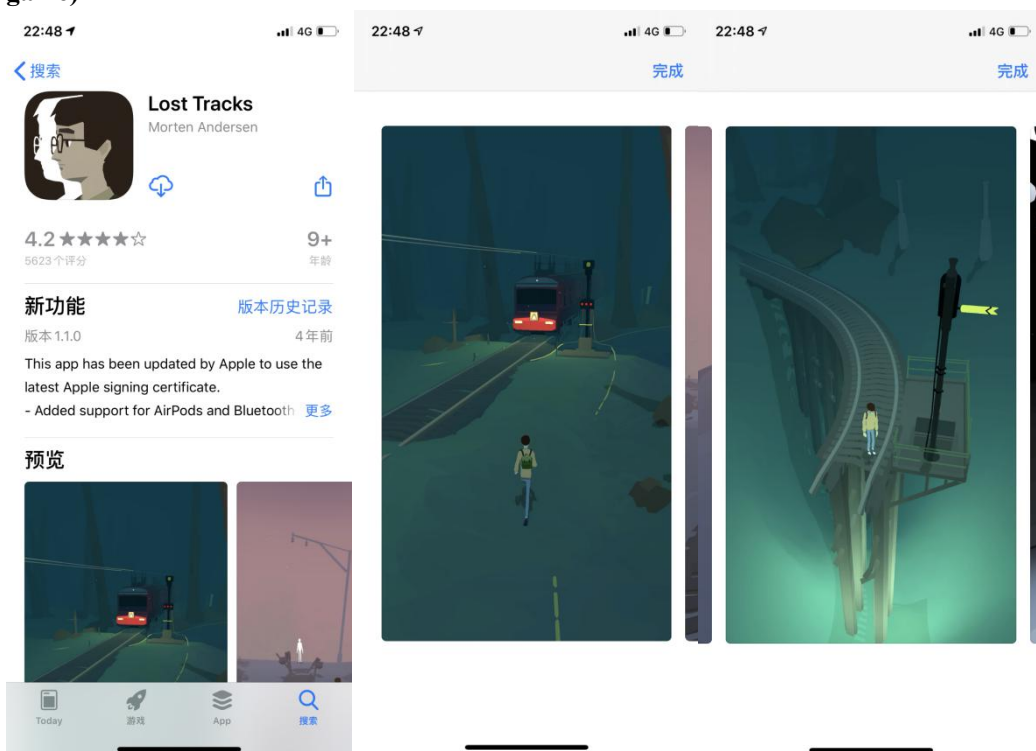 game)
22:48
4G
搜索
Lost Tracks
Morten Andersen
4.2
9+
5623个评分
年龄
新功能
版本历史记录
版本 1.1.0
4年前
This app has been updated by Apple to use the
latest Apple signing certificate.
- Added support for AirPods and Bluetooth 更多
预览
Today
游戏
App
搜索
22:48
4G
完成
22:48
4G
完成